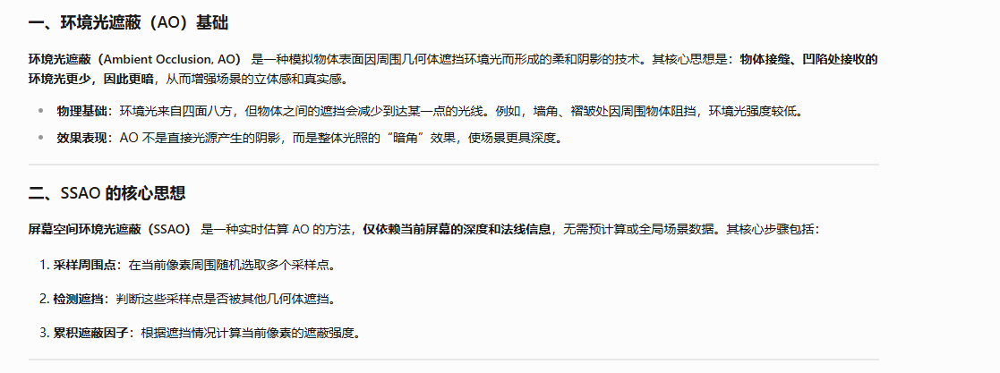 一、环境光遮蔽（AO）基础
环境光遮蔽（Ambient Occlusion, AO） 是一种模拟物体表面因周围几何体遮挡环境光而形成的柔和阴影的技术。其核心思想是：物体接缝、凹陷处接收的
环境光更少，因此更暗，从而增强场景的立体感和真实感。
• 物理基础：环境光来自四面八方，但物体之间的遮挡会减少到达某一点的光线。例如，墙角、褶皱处因周围物体阻挡，环境光强度较低。
• 效果表现：AO 不是直接光源产生的阴影，而是整体光照的“暗角”效果，使场景更具深度。
二、SSAO 的核心思想
屏幕空间环境光遮蔽（SSAO） 是一种实时估算 AO 的方法，仅依赖当前屏幕的深度和法线信息，无需预计算或全局场景数据。其核心步骤包括：
1. 采样周围点：在当前像素周围随机选取多个采样点。
2. 检测遮挡：判断这些采样点是否被其他几何体遮挡。
3. 累积遮蔽因子：根据遮挡情况计算当前像素的遮蔽强度。